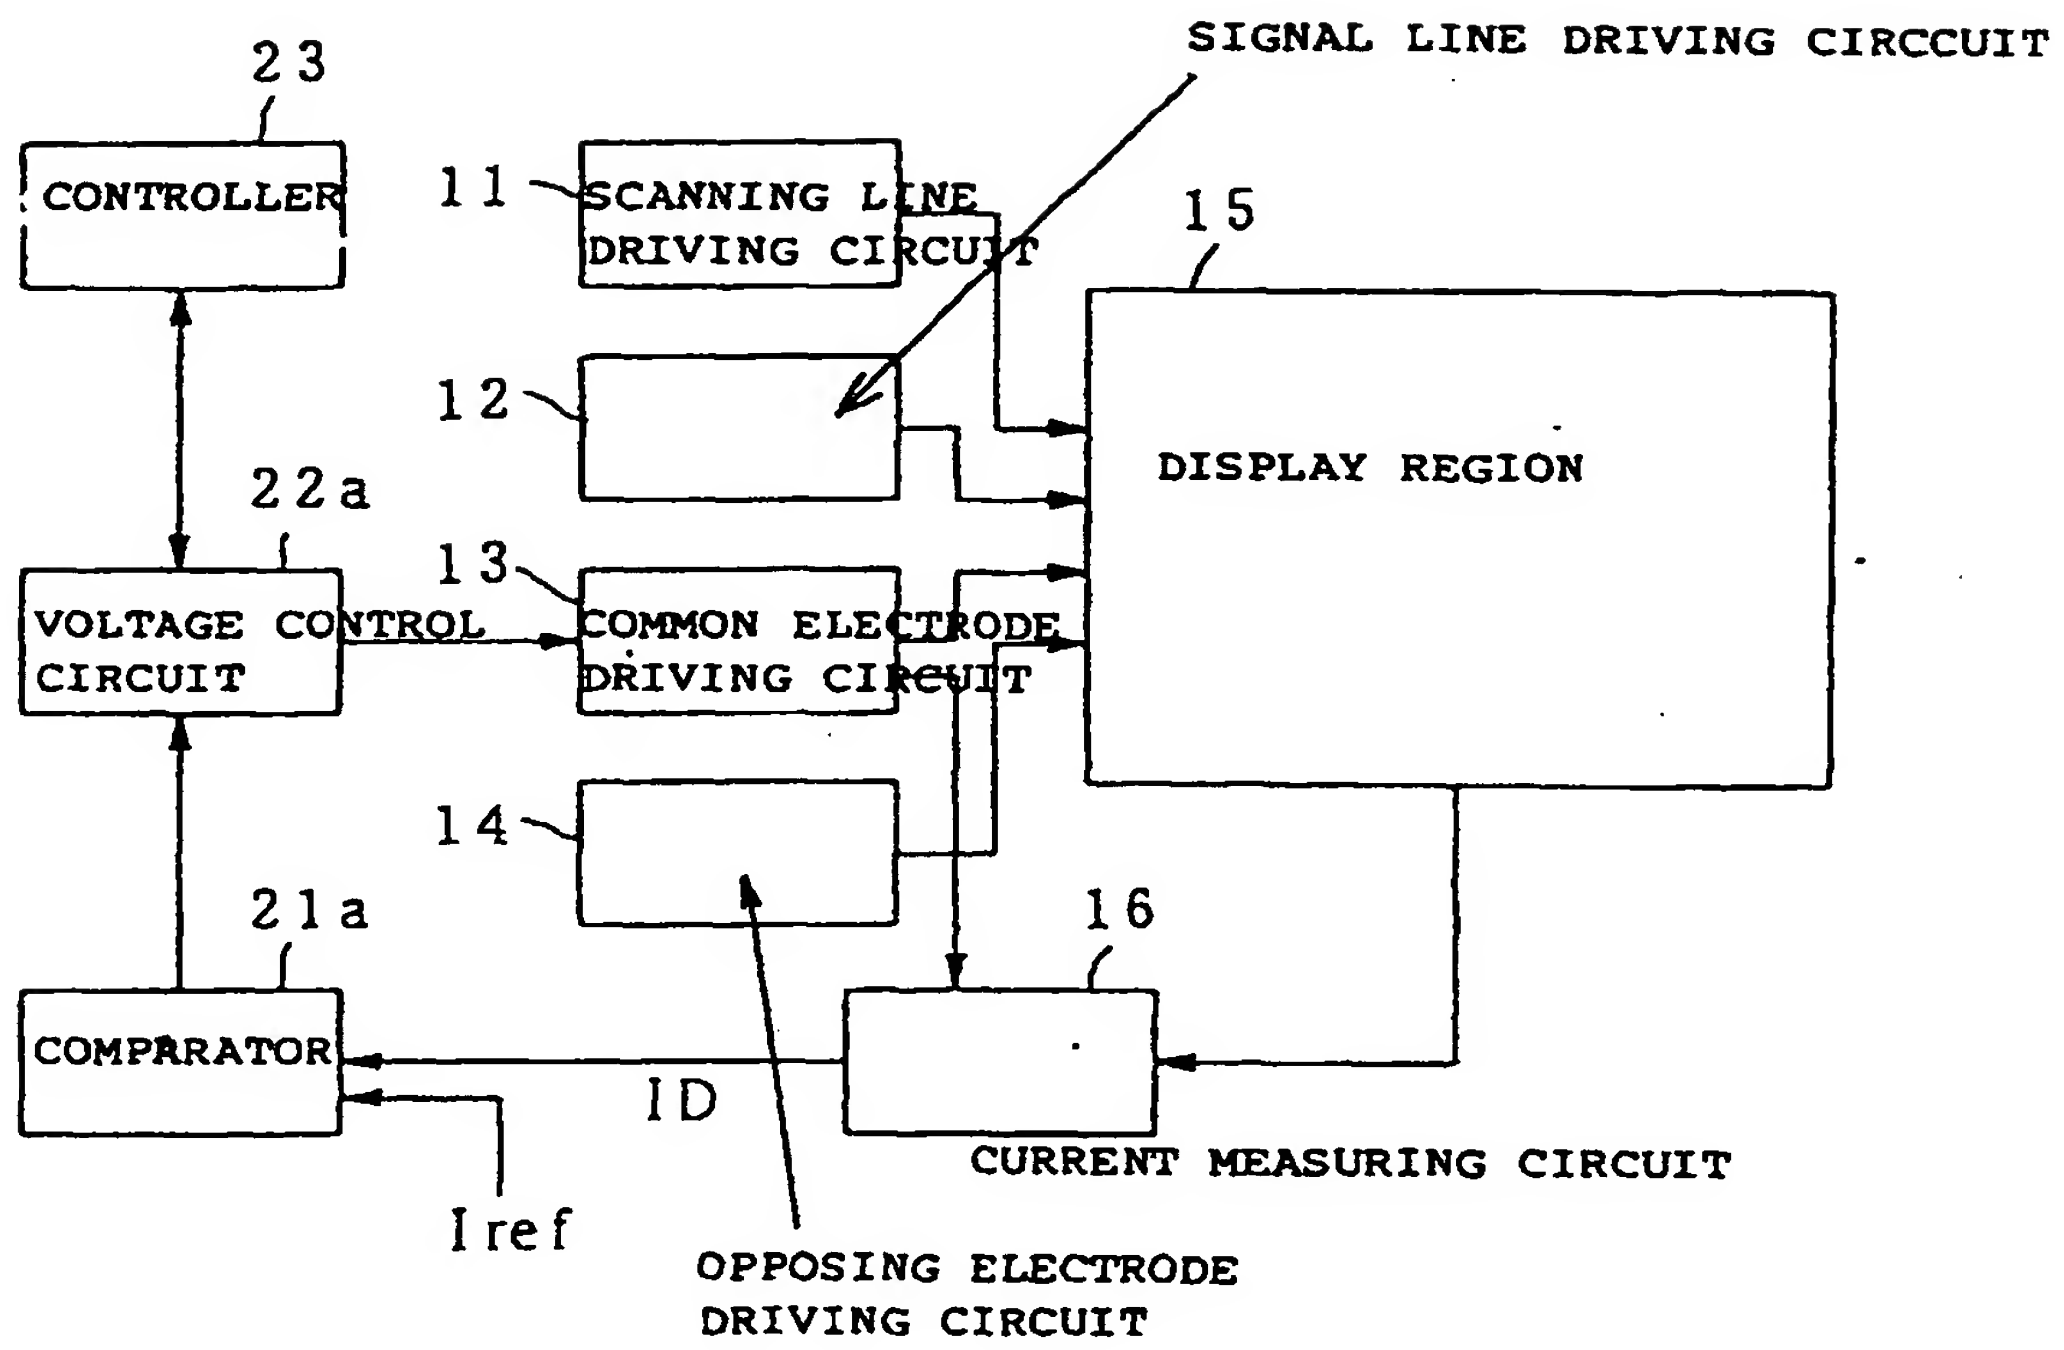 SIGNAL LINE DRIVING CIRCCUIT
23
CONTROLLER
11
SCANNING LINE
DRIVING CIRCUIT
15
12
DISPLAY REGION
22a
13
VOLTAGE CONTROL
CIRCUIT
COMMON ELECTRODE
DRIVING CIRCUIT
14
21a
16
COMPARATOR
ID
CURRENT MEASURING CIRCUIT
Iref
OPPOSING ELECTRODE
DRIVING CIRCUIT